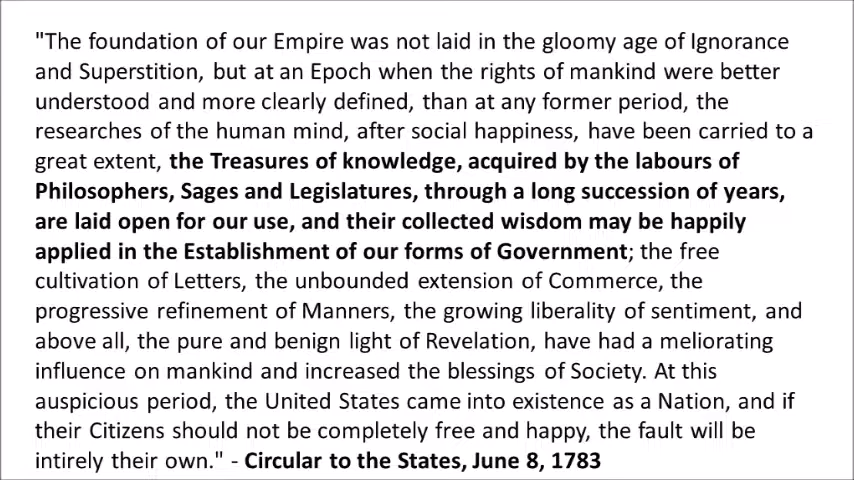 "The foundation of our Empire was not laid in the gloomy age of Ignorance
and Superstition, but at an Epoch when the rights of mankind were better
understood and more clearly defined, than at any former period, the
researches of the human mind, after social happiness, have been carried to a
great extent, the Treasures of knowledge, acquired by the labours of
Philosophers, Sages and Legislatures, through a long succession of years,
are laid open for our use, and their collected wisdom may be happily
applied in the Establishment of our forms of Government; the free
cultivation of Letters, the unbounded extension of Commerce, the
progressive refinement of Manners, the growing liberality of sentiment, and
above all, the pure and benign light of Revelation, have had a meliorating
influence on mankind and increased the blessings of Society. At this
auspicious period, the United States came into existence as a Nation, and if
their Citizens should not be completely free and happy, the fault will be
intirely their own." - Circular to the States, June 8, 1783